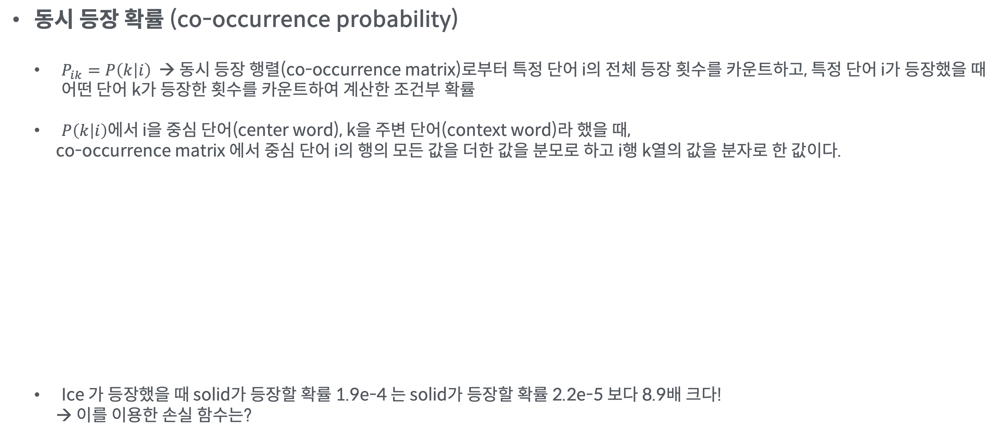 • 동시 등장 확률 (co-occurrence probability)
• P_{ik} = P(k|i) → 동시 등장 행렬(co-occurrence matrix)로부터 특정 단어 i의 전체 등장 횟수를 카운트하고, 특정 단어 i가 등장했을 때
어떤 단어 k가 등장한 횟수를 카운트하여 계산한 조건부 확률
• P(k|i)에서 i을 중심 단어(center word), k을 주변 단어(context word)라 했을 때,
co-occurrence matrix 에서 중심 단어 i의 행의 모든 값을 더한 값을 분모로 하고 i행 k열의 값을 분자로 한 값이다.
• Ice 가 등장했을 때 solid가 등장할 확률 1.9e-4 는 solid가 등장할 확률 2.2e-5 보다 8.9배 크다!
→ 이를 이용한 손실 함수는?